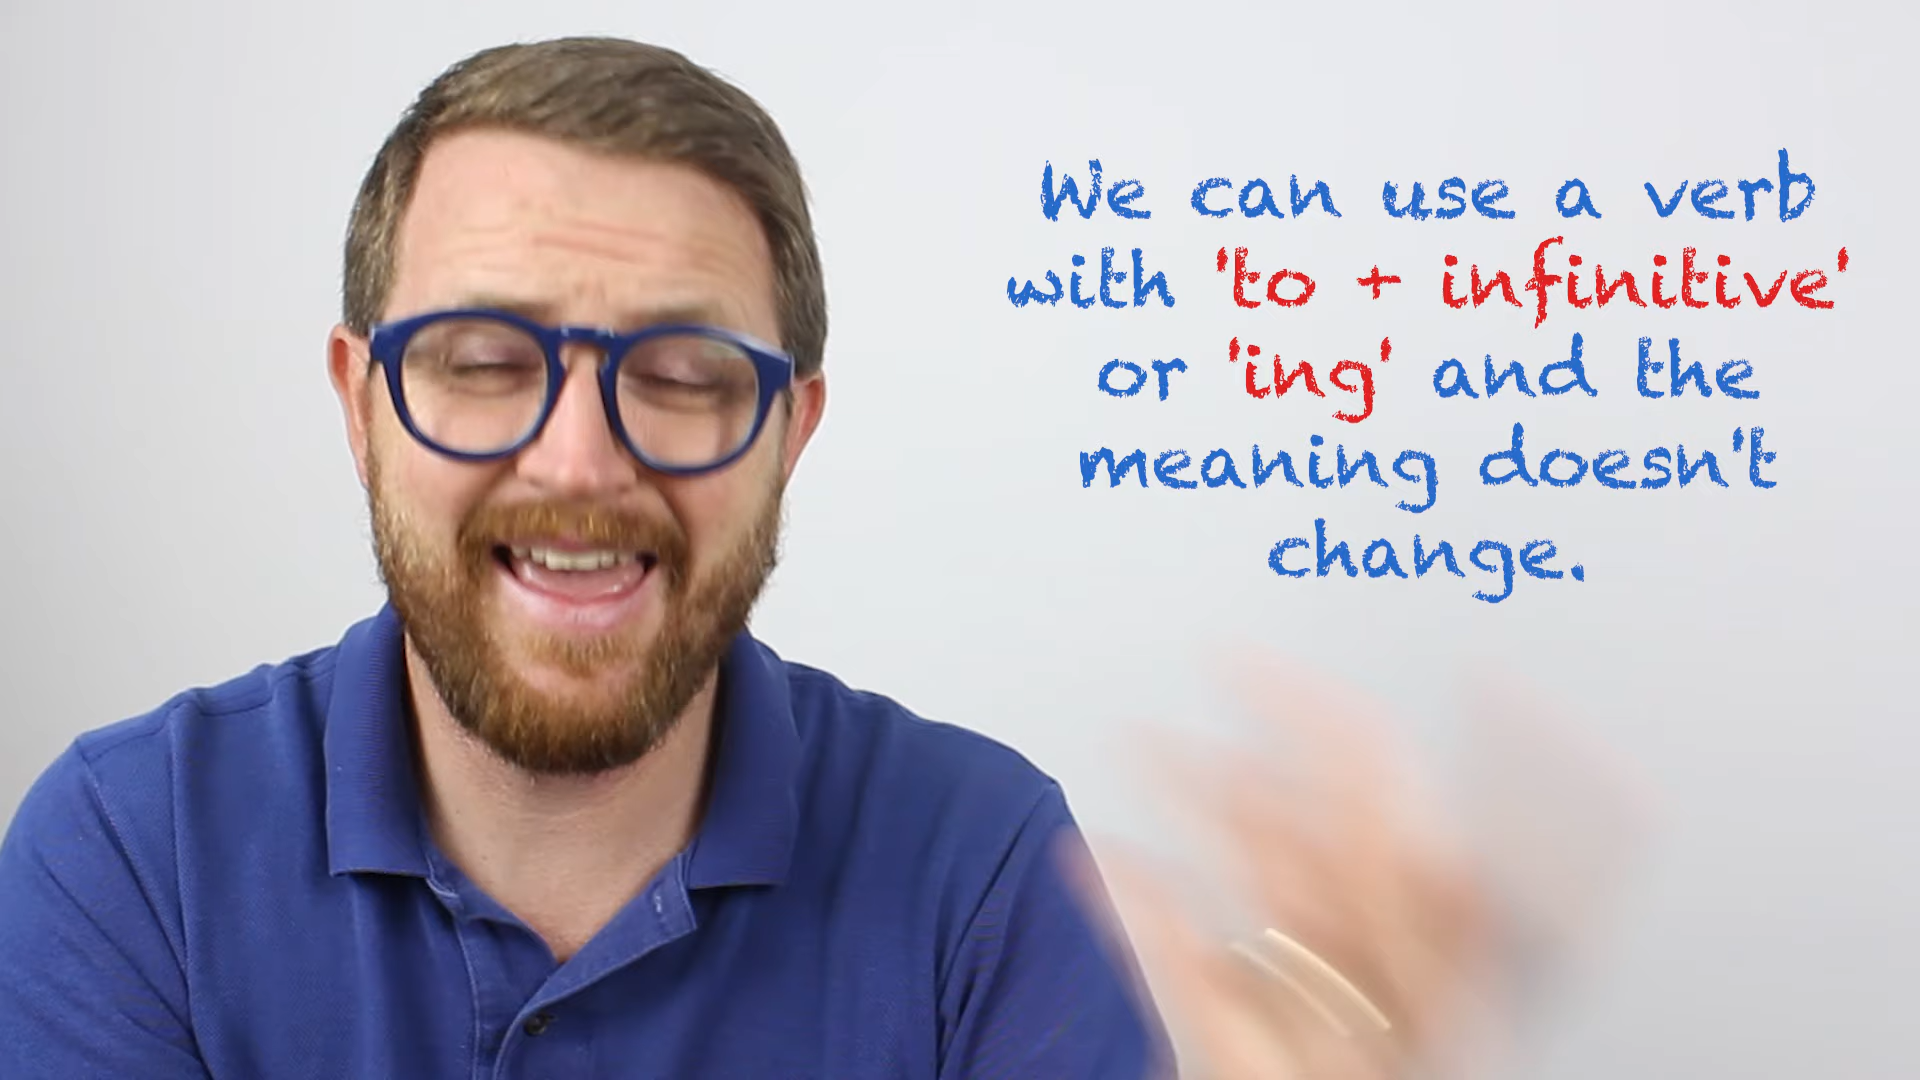 We can use a verb
with 'to + infinitive'
or 'ing' and the
meaning doesn't
change.